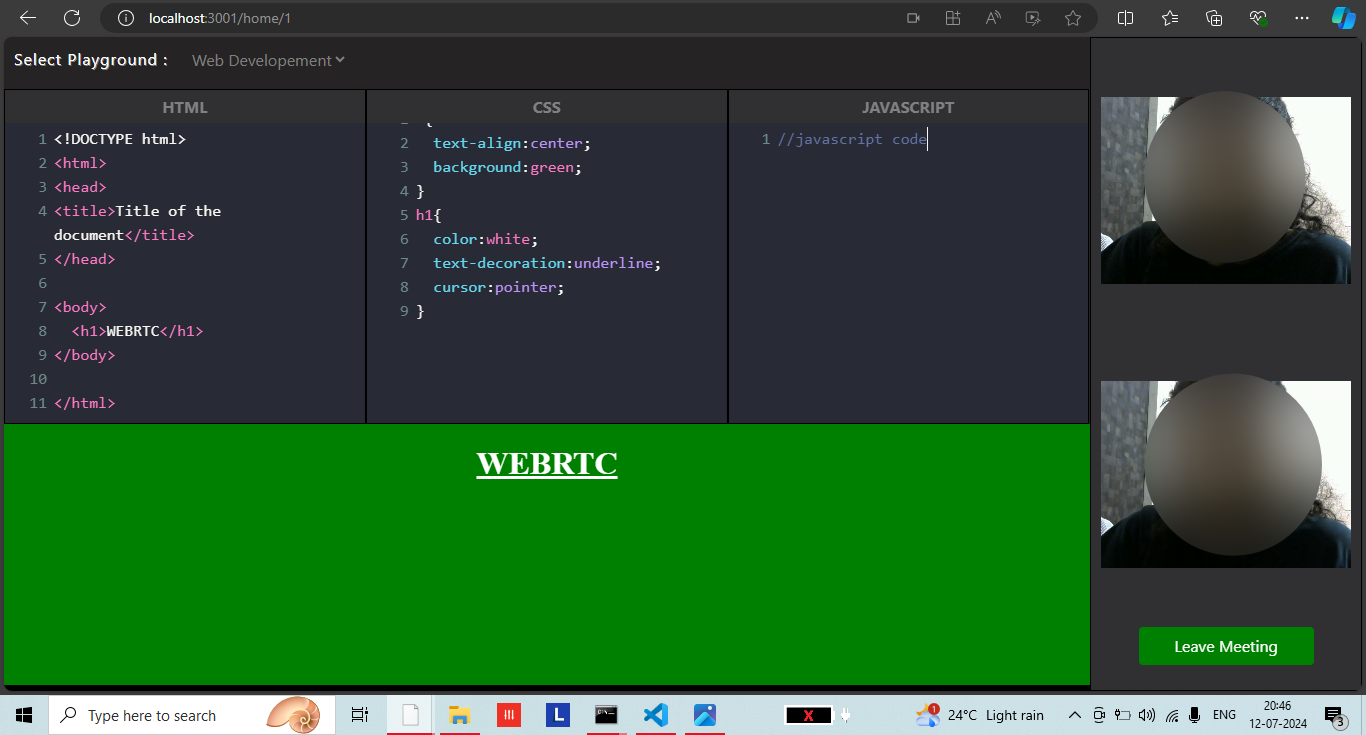 localhost:3001/home/1
Select Playground : Web Developement
HTML
1 <!DOCTYPE html>
2 <html>
3 <head>
4 <title>Title of the
document</title>
5 </head>
6
7 <body>
8 <h1>WEBRTC</h1>
9 </body>
10
11 </html>
CSS
{
2 text-align:center;
3 background:green;
4 }
5 h1{
6 color:white;
7 text-decoration:underline;
8 cursor:pointer;
9 }
JAVASCRIPT
1 //javascript code
WEBRTC
Leave Meeting
Type here to search
L
X
1
24°C Light rain
ENG
20:46
12-07-2024
3